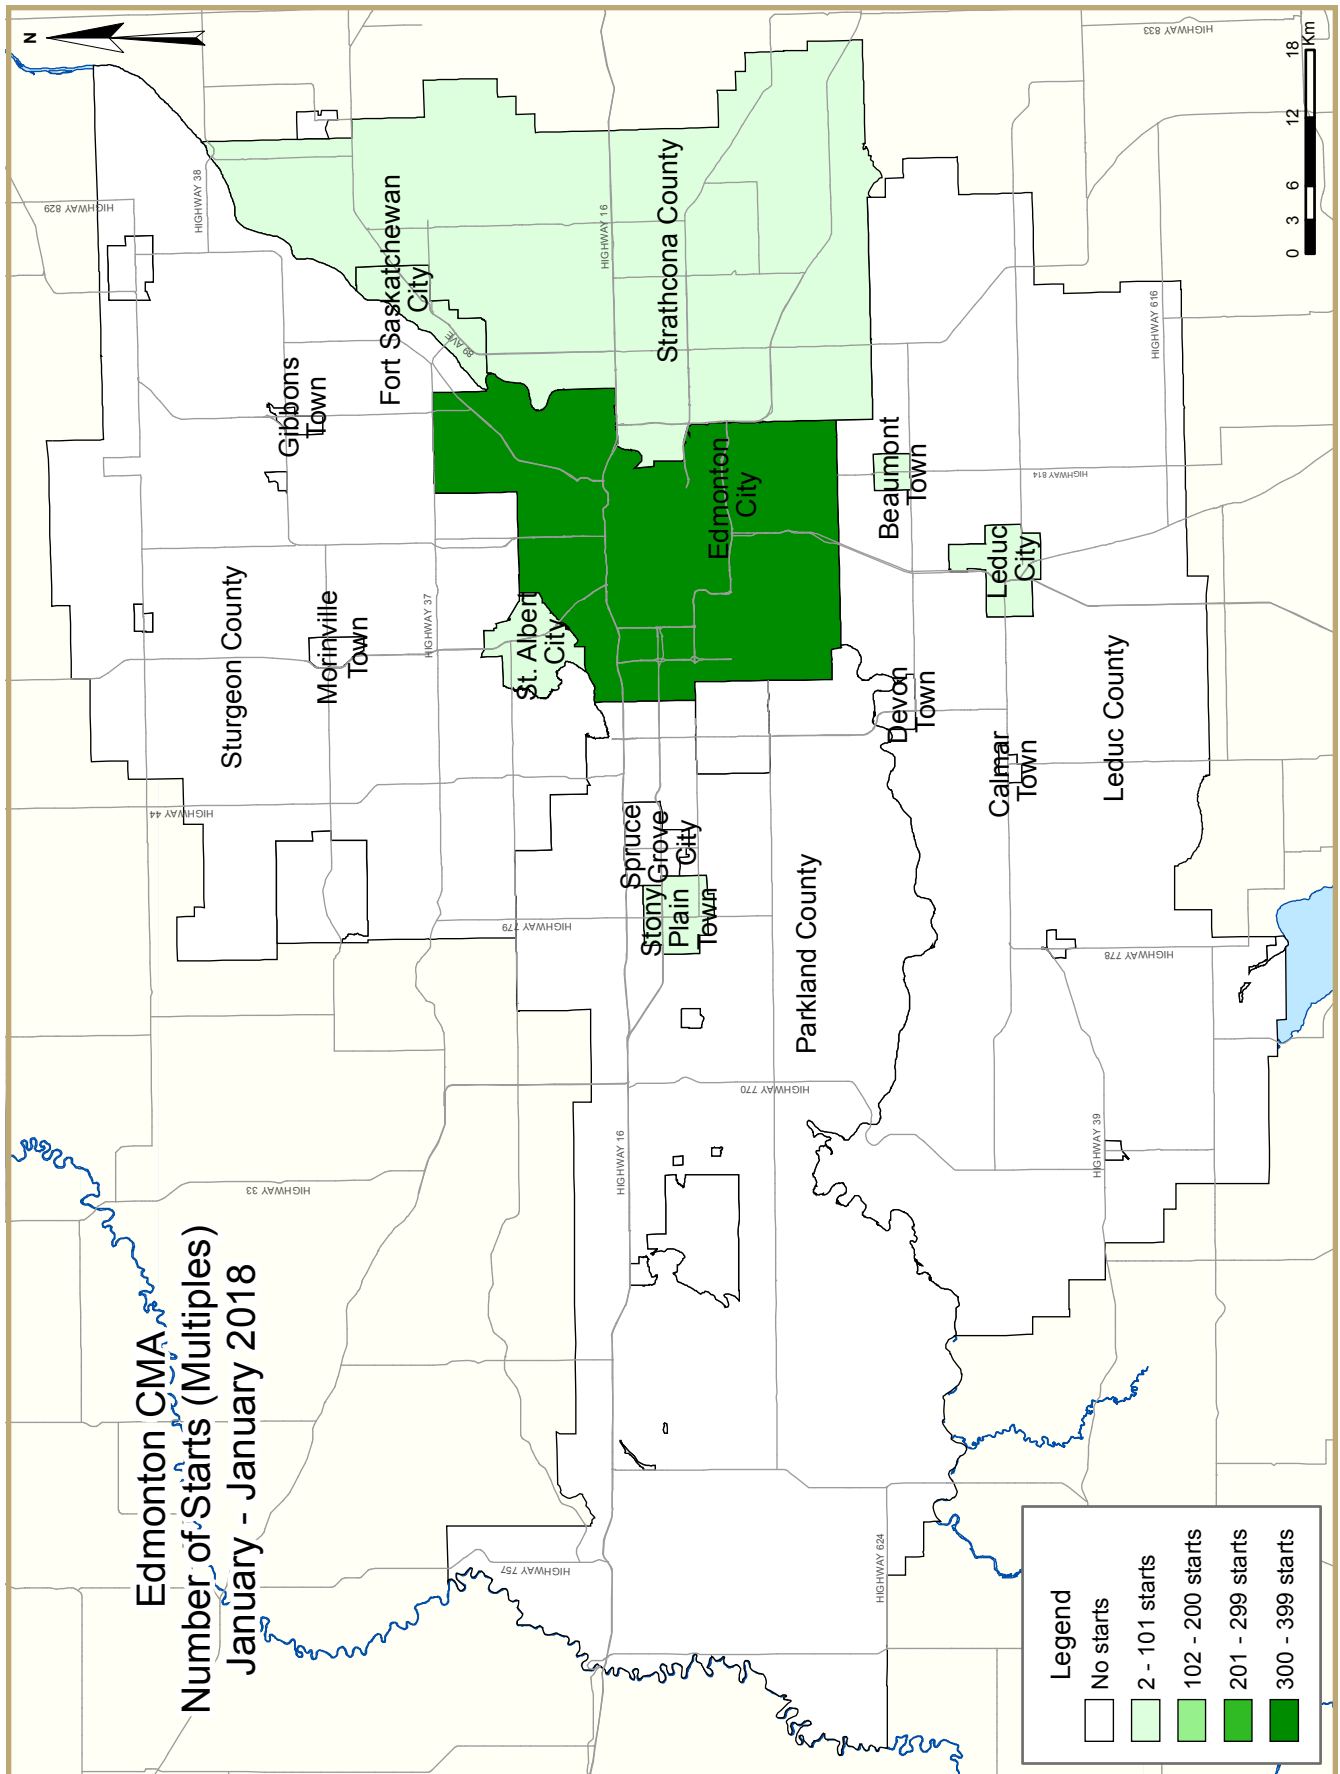 Edmonton CMA
Number of Starts (Multiples)
January - January 2018
N
HIGHWAY 33
HIGHWAY 44
HIGHWAY 829
HIGHWAY 38
HIGHWAY 833
Sturgeon County
Morinville
Town
Gibbons
Town
HIGHWAY 37
Fort Saskatchewan
City
89 AVE
HIGHWAY 779
St. Albert
City
HIGHWAY 757
HIGHWAY 16
HIGHWAY 16
Stony
Plain
Town
Spruce
Grove
City
Edmonton
City
Strathcona County
HIGHWAY 770
Parkland County
HIGHWAY 624
Devon
Town
Beaumont
Town
HIGHWAY 814
Calmar
Town
Leduc
City
HIGHWAY 39
HIGHWAY 778
Leduc County
HIGHWAY 616
Legend
No starts
2 - 101 starts
102 - 200 starts
201 - 299 starts
300 - 399 starts
0 3 6 12 18
Km